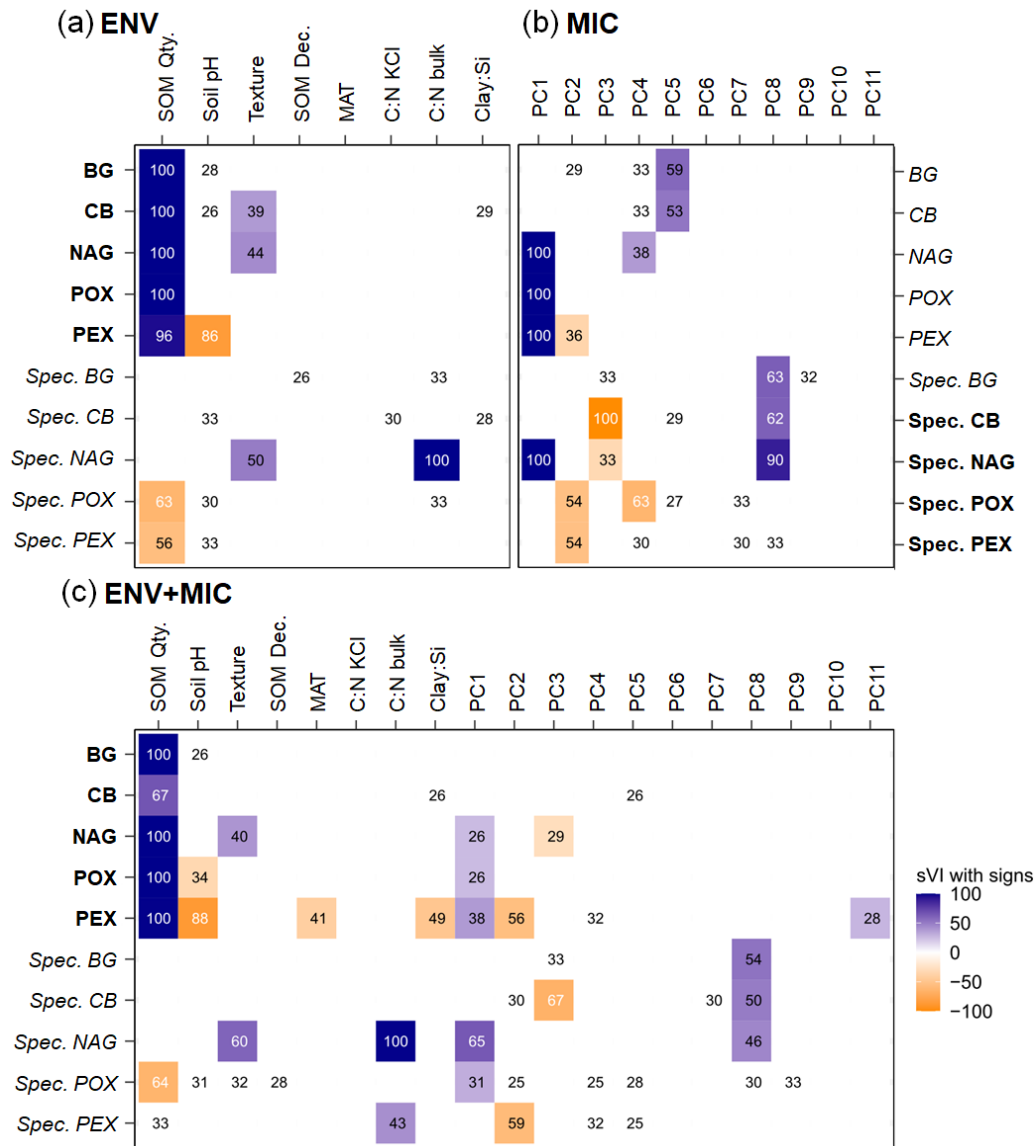 (a) ENV
SOM Qty. Soil pH Texture SOM Dec. MAT C:N KCl C:N bulk Clay:Si
BG 100 28
CB 100 26 39 29
NAG 100 44
POX 100
PEX 96 86
Spec. BG 26 33
Spec. CB 33 30 28
Spec. NAG 50 100
Spec. POX 63 30 33
Spec. PEX 56 33
(b) MIC
PC1 PC2 PC3 PC4 PC5 PC6 PC7 PC8 PC9 PC10 PC11
29 33 59 BG
33 53 CB
100 38 NAG
100 POX
100 36 PEX
33 63 32 Spec. BG
100 29 62 Spec. CB
100 33 90 Spec. NAG
54 63 27 33 Spec. POX
54 30 30 33 Spec. PEX
(c) ENV+MIC
SOM Qty. Soil pH Texture SOM Dec. MAT C:N KCl C:N bulk Clay:Si PC1 PC2 PC3 PC4 PC5 PC6 PC7 PC8 PC9 PC10 PC11
BG 100 26
CB 67 26 26
NAG 100 40 26 29
POX 100 34 26
PEX 100 88 41 49 38 56 32 28
Spec. BG 33 54
Spec. CB 30 67 30 50
Spec. NAG 60 100 65 46
Spec. POX 64 31 32 28 31 25 25 28 30 33
Spec. PEX 33 43 59 32 25
sVI with signs
100
50
0
−50
−100